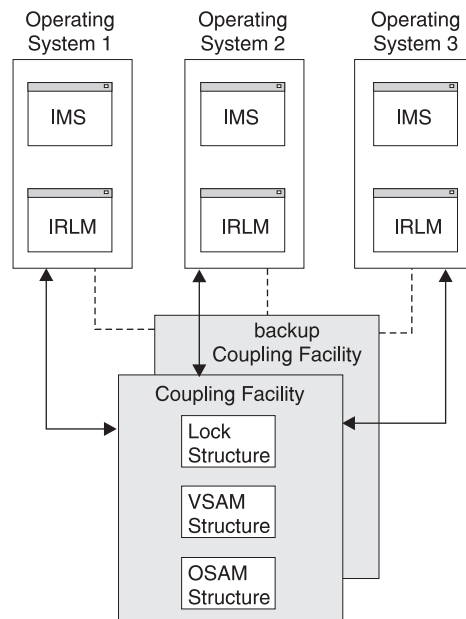 Operating
System 1
Operating
System 2
Operating
System 3
IMS
IMS
IMS
IRLM
IRLM
IRLM
backup
Coupling Facility
Coupling Facility
Lock
Structure
VSAM
Structure
OSAM
Structure